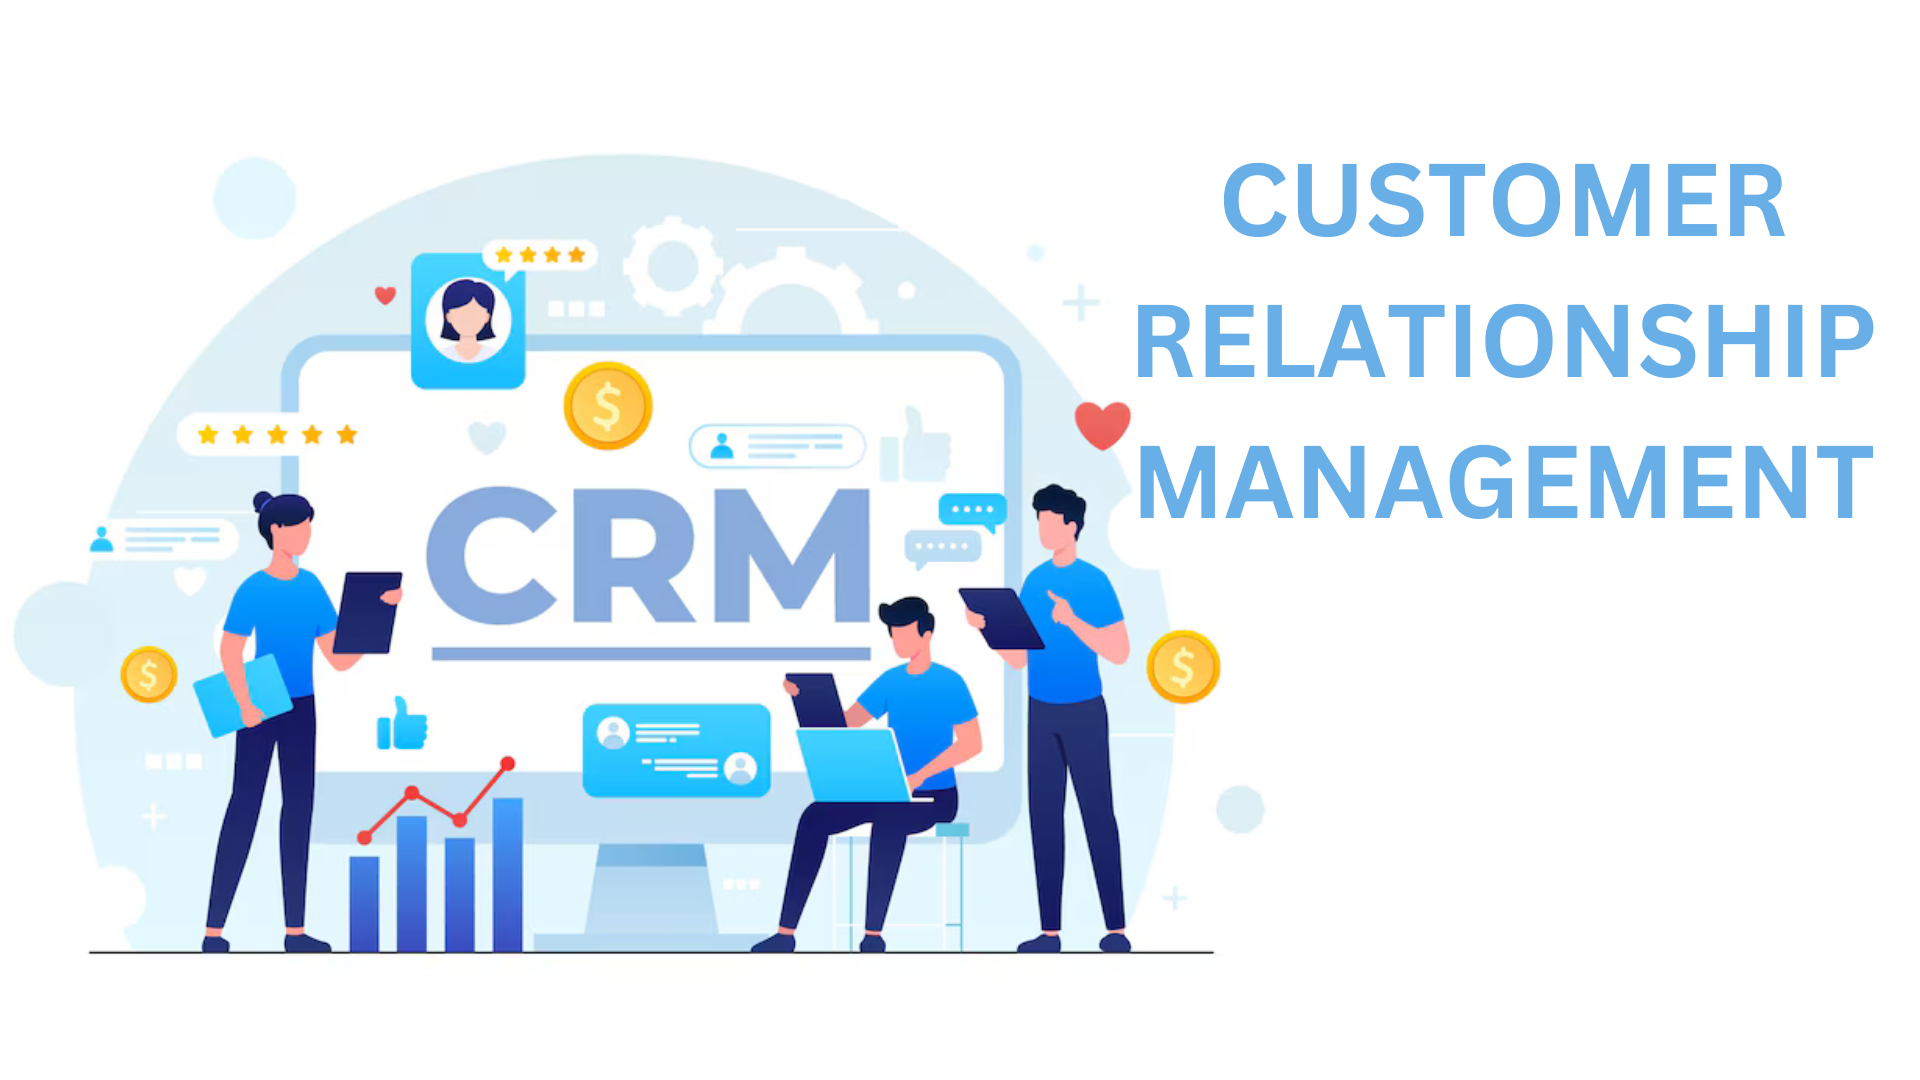 CUSTOMER
RELATIONSHIP
MANAGEMENT
$
CRM
$
$